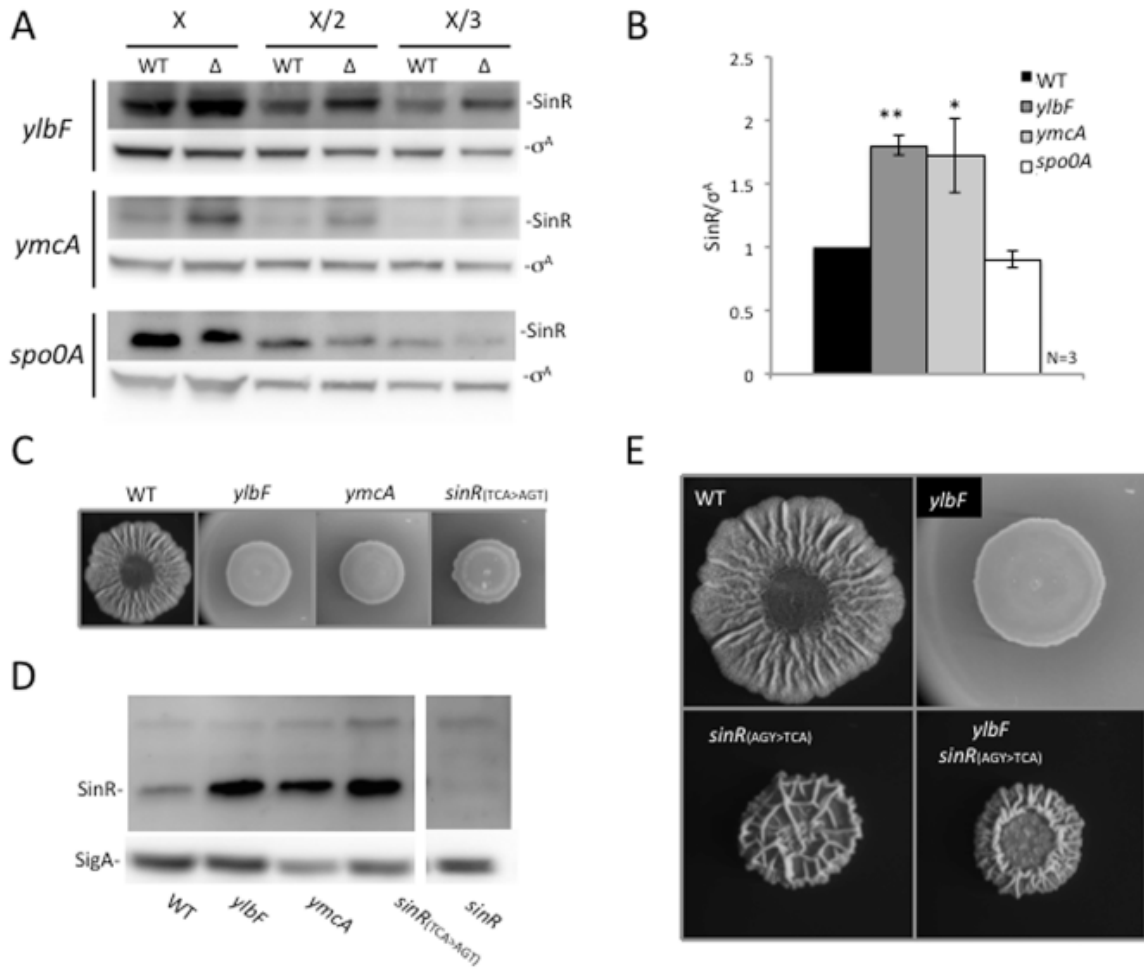 A
X X/2 X/3
WT Δ WT Δ WT Δ
ylbF
-SinR
-σᴬ
ymcA
-SinR
-σᴬ
spo0A
-SinR
-σᴬ
B
SinR/σᴬ
2.5
2
1.5
1
0.5
0
** *
WT
ylbF
ymcA
spo0A
N=3
C
WT ylbF ymcA sinR(TCA>AGT)
D
SinR-
SigA-
WT ylbF ymcA sinR(TCA>AGT) sinR
E
WT
ylbF
sinR(AGY>TCA)
ylbF
sinR(AGY>TCA)